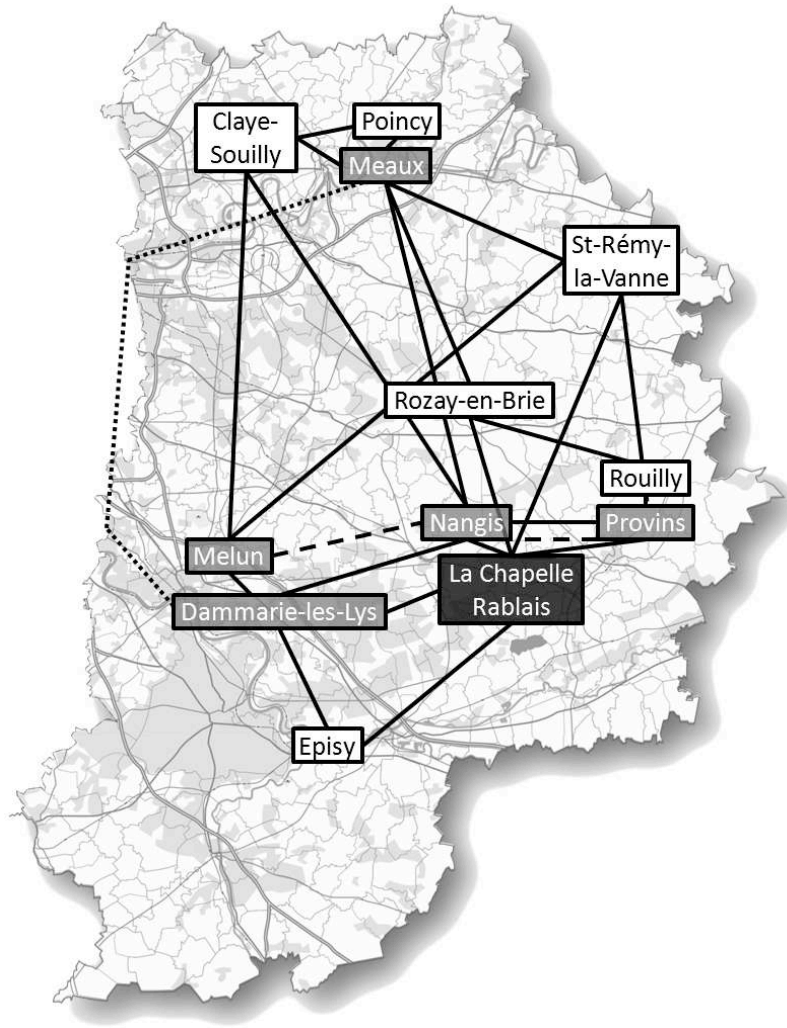 Claye-
Souilly
Poincy
Meaux
St-Rémy-
la-Vanne
Rozay-en-Brie
Rouilly
Nangis
Provins
Melun
La Chapelle
Rablais
Dammarie-les-Lys
Episy